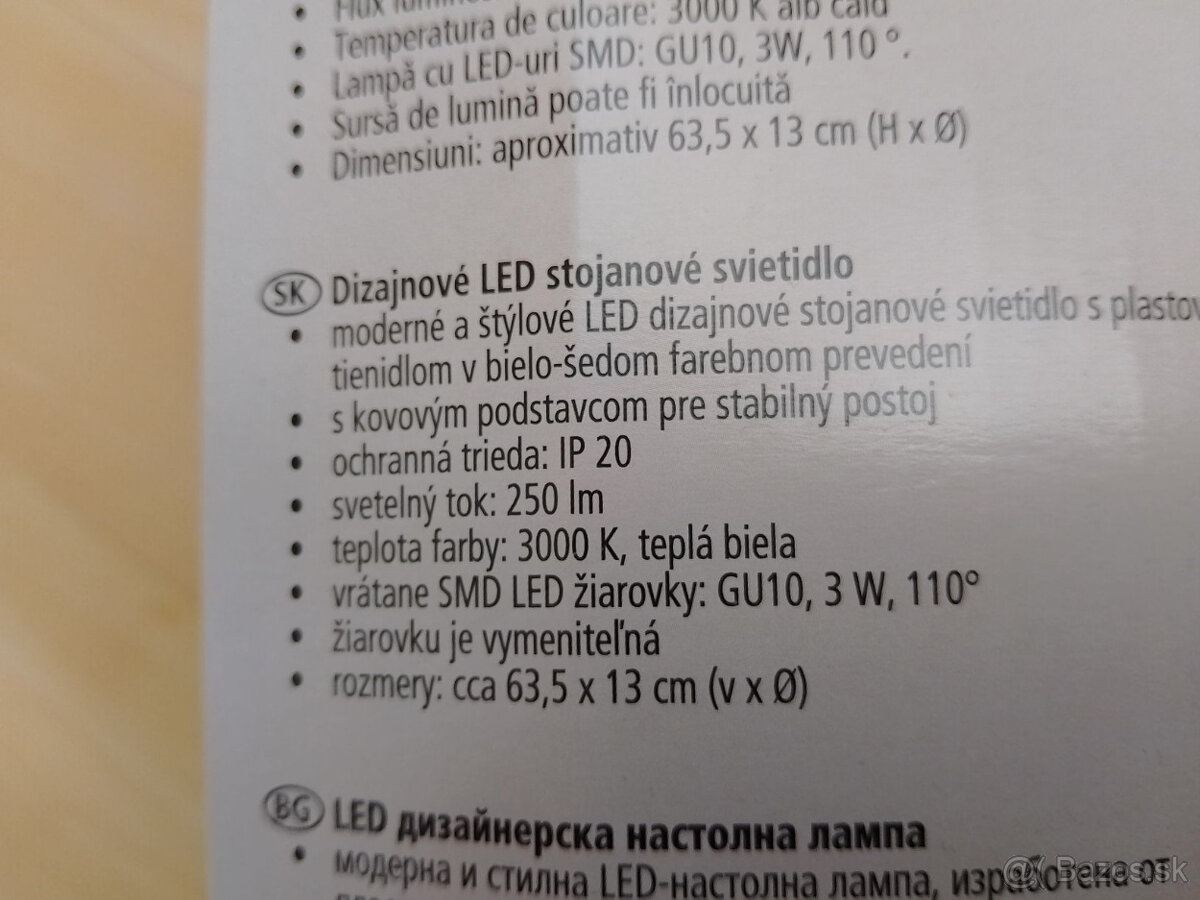 • Flux
• Temperatura de culoare: 3000 K alb cald
• Lampă cu LED-uri SMD: GU10, 3W, 110 °.
• Sursă de lumină poate fi înlocuită
• Dimensiuni: aproximativ 63,5 x 13 cm (H x Ø)
SK Dizajnové LED stojanové svietidlo
• moderné a štýlové LED dizajnové stojanové svietidlo s plastov
tienidlom v bielo-šedom farebnom prevedení
• s kovovým podstavcom pre stabilný postoj
• ochranná trieda: IP 20
• svetelný tok: 250 lm
• teplota farby: 3000 K, teplá biela
• vrátane SMD LED žiarovky: GU10, 3 W, 110°
• žiarovku je vymeniteľná
• rozmery: cca 63,5 x 13 cm (v x Ø)
BG LED дизайнерска настолна лампа
• модерна и стилна LED-настолна лампа, изработена от
Bazos.sk